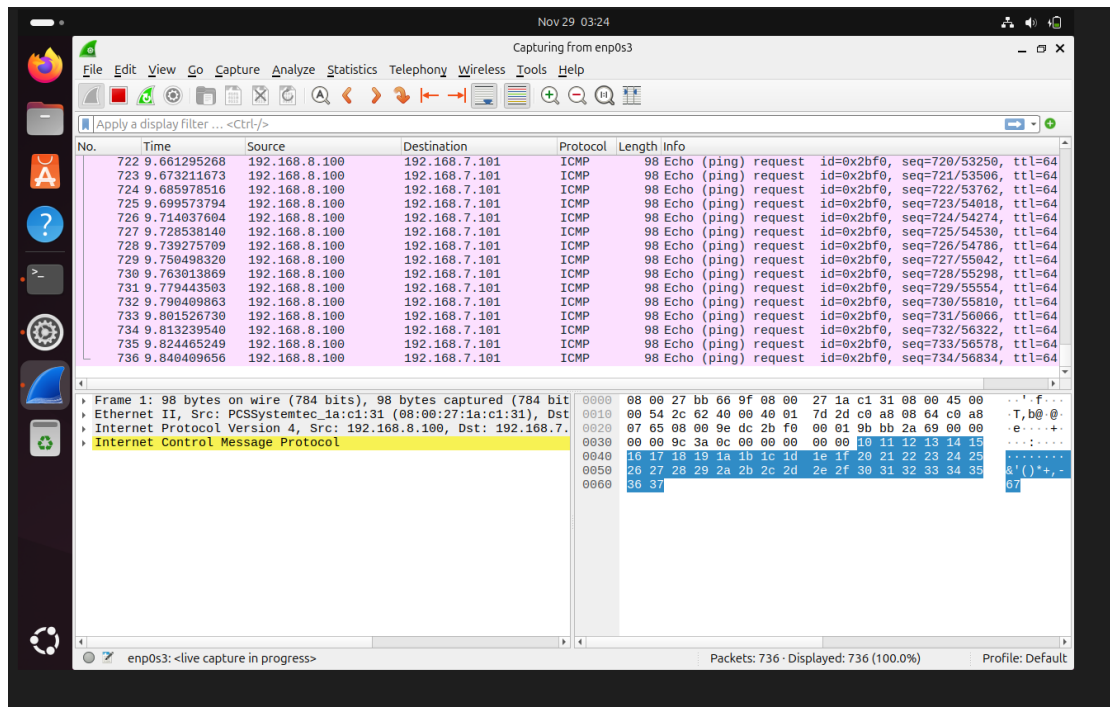 Nov 29 03:24
Capturing from enp0s3
File Edit View Go Capture Analyze Statistics Telephony Wireless Tools Help
Apply a display filter … <Ctrl-/>
No. Time Source Destination Protocol Length Info
722 9.661295268 192.168.8.100 192.168.7.101 ICMP 98 Echo (ping) request id=0x2bf0, seq=720/53250, ttl=64
723 9.673211673 192.168.8.100 192.168.7.101 ICMP 98 Echo (ping) request id=0x2bf0, seq=721/53506, ttl=64
724 9.685978516 192.168.8.100 192.168.7.101 ICMP 98 Echo (ping) request id=0x2bf0, seq=722/53762, ttl=64
725 9.699573794 192.168.8.100 192.168.7.101 ICMP 98 Echo (ping) request id=0x2bf0, seq=723/54018, ttl=64
726 9.714037604 192.168.8.100 192.168.7.101 ICMP 98 Echo (ping) request id=0x2bf0, seq=724/54274, ttl=64
727 9.728538140 192.168.8.100 192.168.7.101 ICMP 98 Echo (ping) request id=0x2bf0, seq=725/54530, ttl=64
728 9.739275709 192.168.8.100 192.168.7.101 ICMP 98 Echo (ping) request id=0x2bf0, seq=726/54786, ttl=64
729 9.750498320 192.168.8.100 192.168.7.101 ICMP 98 Echo (ping) request id=0x2bf0, seq=727/55042, ttl=64
730 9.763013869 192.168.8.100 192.168.7.101 ICMP 98 Echo (ping) request id=0x2bf0, seq=728/55298, ttl=64
731 9.779443503 192.168.8.100 192.168.7.101 ICMP 98 Echo (ping) request id=0x2bf0, seq=729/55554, ttl=64
732 9.790409863 192.168.8.100 192.168.7.101 ICMP 98 Echo (ping) request id=0x2bf0, seq=730/55810, ttl=64
733 9.801526730 192.168.8.100 192.168.7.101 ICMP 98 Echo (ping) request id=0x2bf0, seq=731/56066, ttl=64
734 9.813239540 192.168.8.100 192.168.7.101 ICMP 98 Echo (ping) request id=0x2bf0, seq=732/56322, ttl=64
735 9.824465249 192.168.8.100 192.168.7.101 ICMP 98 Echo (ping) request id=0x2bf0, seq=733/56578, ttl=64
736 9.840409656 192.168.8.100 192.168.7.101 ICMP 98 Echo (ping) request id=0x2bf0, seq=734/56834, ttl=64
Frame 1: 98 bytes on wire (784 bits), 98 bytes captured (784 bit
Ethernet II, Src: PCSSystemtec_1a:c1:31 (08:00:27:1a:c1:31), Dst
Internet Protocol Version 4, Src: 192.168.8.100, Dst: 192.168.7.
Internet Control Message Protocol
0000 08 00 27 bb 66 9f 08 00 27 1a c1 31 08 00 45 00 ··'·f···
0010 00 54 2c 62 40 00 40 01 7d 2d c0 a8 08 64 c0 a8 ·T,b@·@·
0020 07 65 08 00 9e dc 2b f0 00 01 9b bb 2a 69 00 00 ·e····+·
0030 00 00 9c 3a 0c 00 00 00 00 00 10 11 12 13 14 15 ···:····
0040 16 17 18 19 1a 1b 1c 1d 1e 1f 20 21 22 23 24 25 ········
0050 26 27 28 29 2a 2b 2c 2d 2e 2f 30 31 32 33 34 35 &'()*+,-
0060 36 37 67
enp0s3: <live capture in progress> Packets: 736 · Displayed: 736 (100.0%) Profile: Default